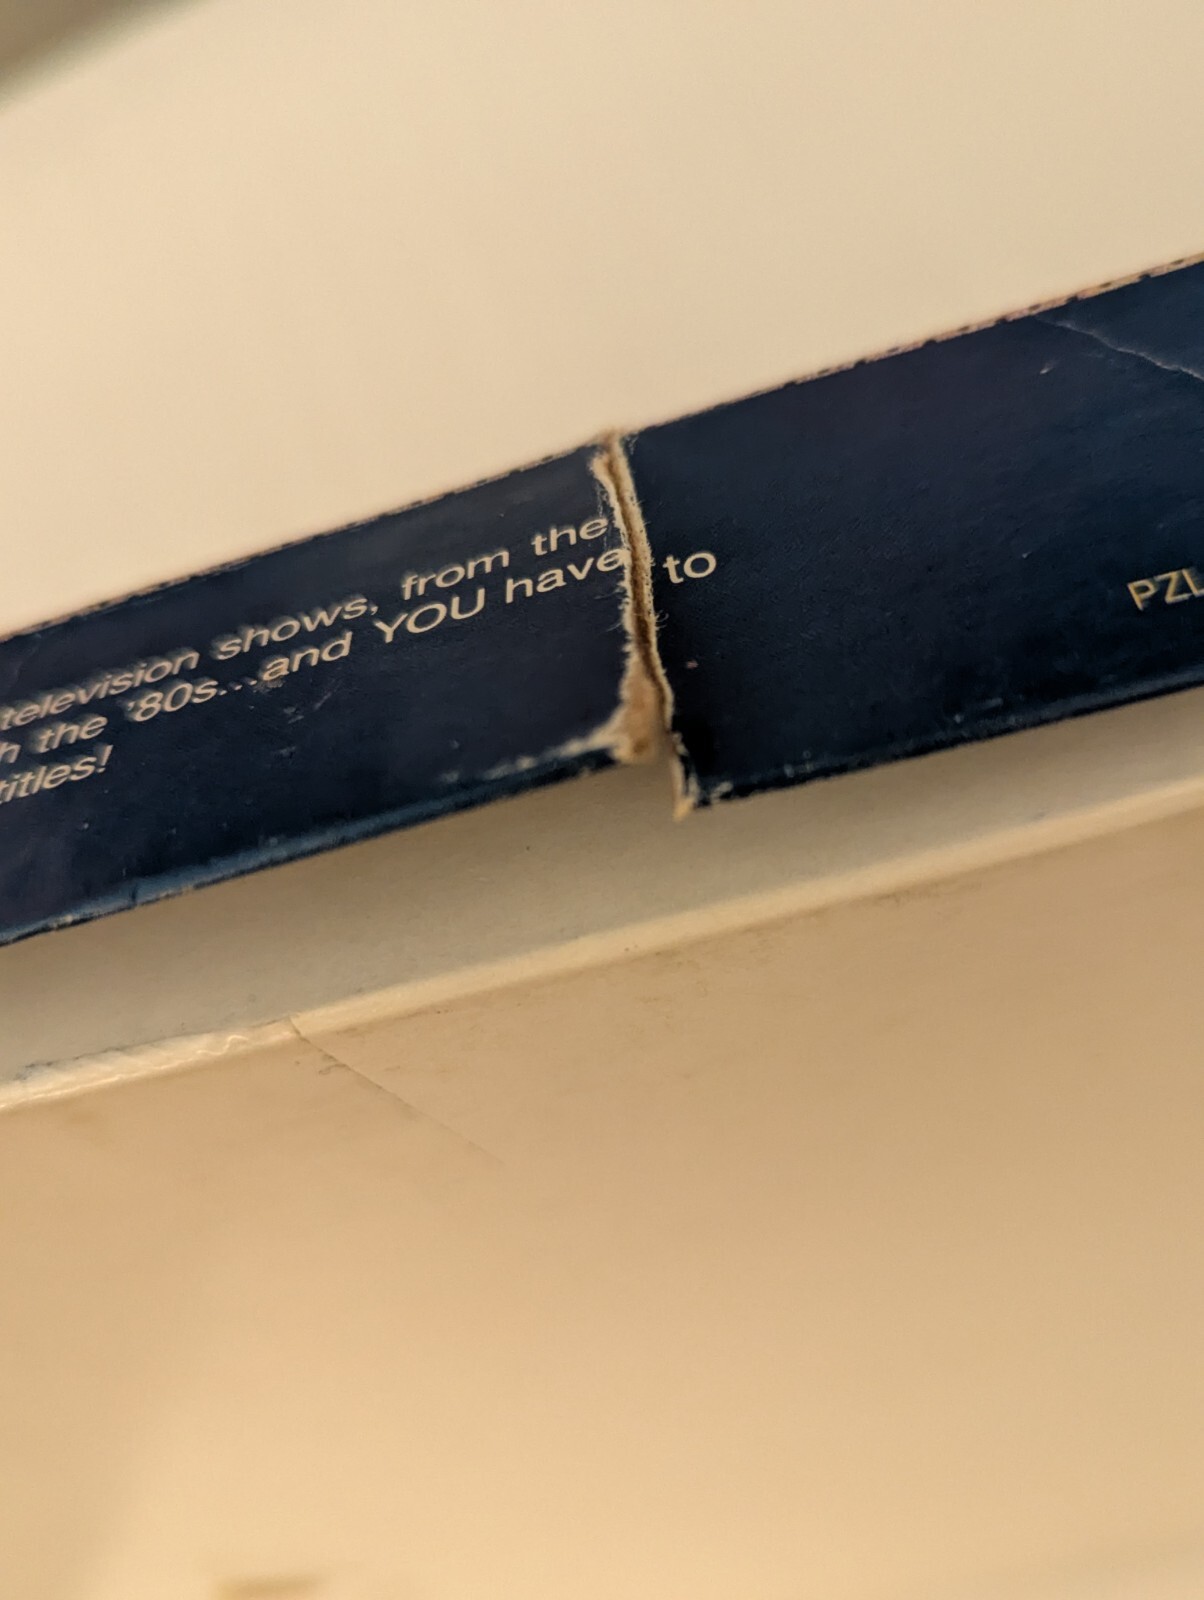 television shows, from the
h the '80s...and YOU have to
titles!
PZL